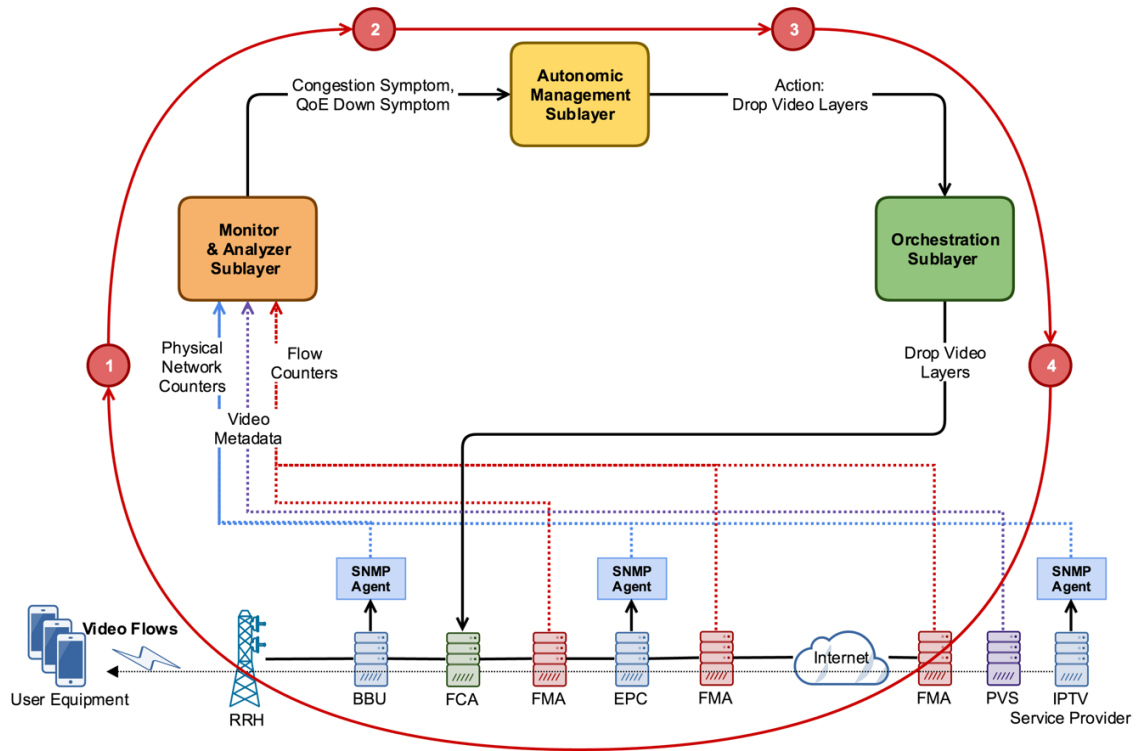 2
3
Congestion Symptom,
QoE Down Symptom
Autonomic
Management
Sublayer
Action:
Drop Video Layers
Monitor
& Analyzer
Sublayer
Orchestration
Sublayer
1
Physical
Network
Counters
Flow
Counters
Drop Video
Layers
4
Video
Metadata
SNMP
Agent
SNMP
Agent
SNMP
Agent
Video Flows
Internet
User Equipment
RRH
BBU
FCA
FMA
EPC
FMA
FMA
PVS
IPTV
Service Provider